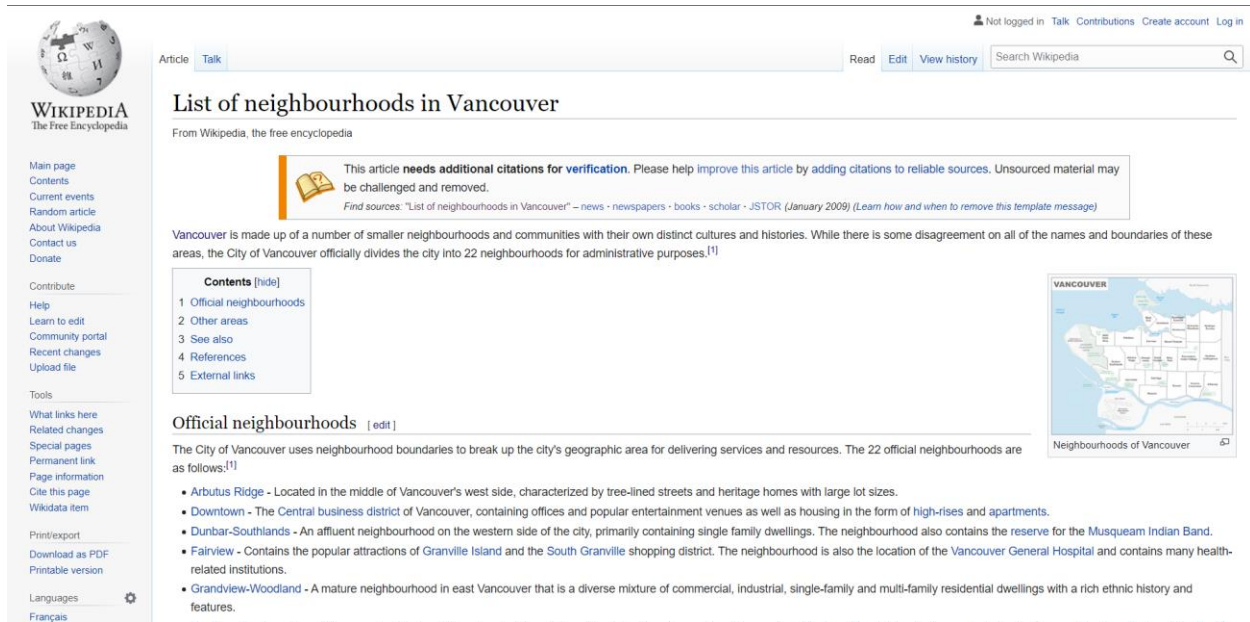 Not logged in Talk Contributions Create account Log in
Article Talk
Read Edit View history Search Wikipedia
WIKIPEDIA
The Free Encyclopedia
Main page
Contents
Current events
Random article
About Wikipedia
Contact us
Donate
Contribute
Help
Learn to edit
Community portal
Recent changes
Upload file
Tools
What links here
Related changes
Special pages
Permanent link
Page information
Cite this page
Wikidata item
Print/export
Download as PDF
Printable version
Languages
Français
List of neighbourhoods in Vancouver
From Wikipedia, the free encyclopedia
This article needs additional citations for verification. Please help improve this article by adding citations to reliable sources. Unsourced material may
be challenged and removed.
Find sources: "List of neighbourhoods in Vancouver" – news · newspapers · books · scholar · JSTOR (January 2009) (Learn how and when to remove this template message)
Vancouver is made up of a number of smaller neighbourhoods and communities with their own distinct cultures and histories. While there is some disagreement on all of the names and boundaries of these
areas, the City of Vancouver officially divides the city into 22 neighbourhoods for administrative purposes.[1]
Contents [hide]
1 Official neighbourhoods
2 Other areas
3 See also
4 References
5 External links
VANCOUVER
Neighbourhoods of Vancouver
Official neighbourhoods [ edit ]
The City of Vancouver uses neighbourhood boundaries to break up the city's geographic area for delivering services and resources. The 22 official neighbourhoods are
as follows:[1]
• Arbutus Ridge - Located in the middle of Vancouver's west side, characterized by tree-lined streets and heritage homes with large lot sizes.
• Downtown - The Central business district of Vancouver, containing offices and popular entertainment venues as well as housing in the form of high-rises and apartments.
• Dunbar-Southlands - An affluent neighbourhood on the western side of the city, primarily containing single family dwellings. The neighbourhood also contains the reserve for the Musqueam Indian Band.
• Fairview - Contains the popular attractions of Granville Island and the South Granville shopping district. The neighbourhood is also the location of the Vancouver General Hospital and contains many health-
related institutions.
• Grandview-Woodland - A mature neighbourhood in east Vancouver that is a diverse mixture of commercial, industrial, single-family and multi-family residential dwellings with a rich ethnic history and
features.